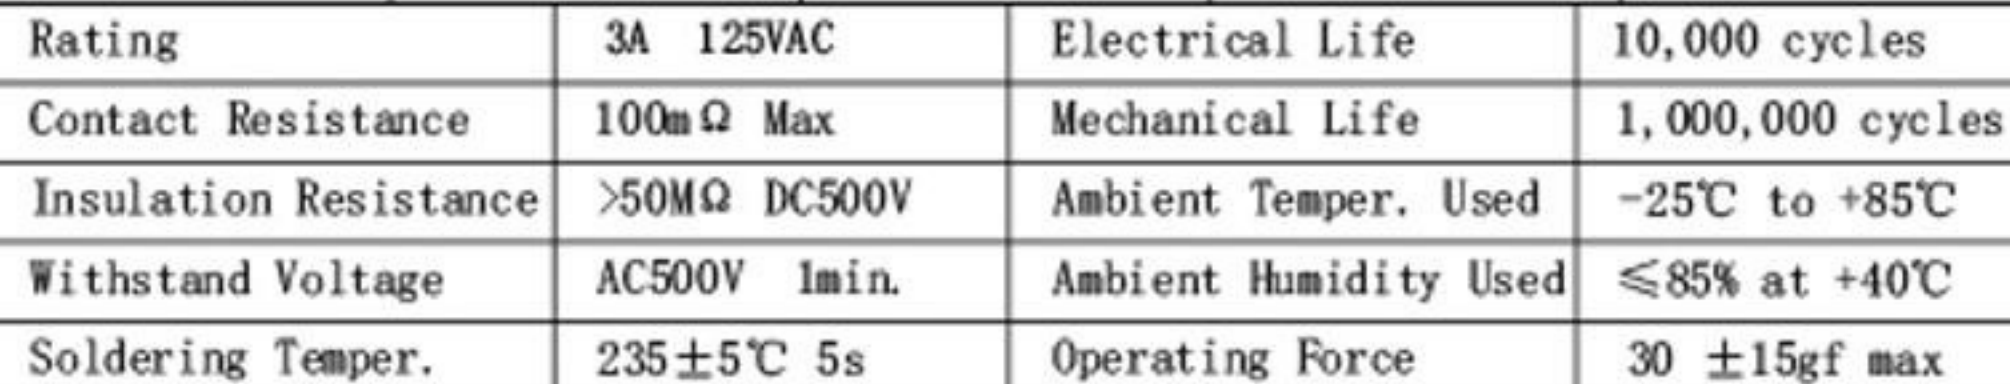 Rating 3A 125VAC Electrical Life 10,000 cycles
Contact Resistance 100mΩ Max Mechanical Life 1,000,000 cycles
Insulation Resistance >50MΩ DC500V Ambient Temper. Used -25℃ to +85℃
Withstand Voltage AC500V 1min. Ambient Humidity Used ≤85% at +40℃
Soldering Temper. 235±5℃ 5s Operating Force 30 ±15gf max